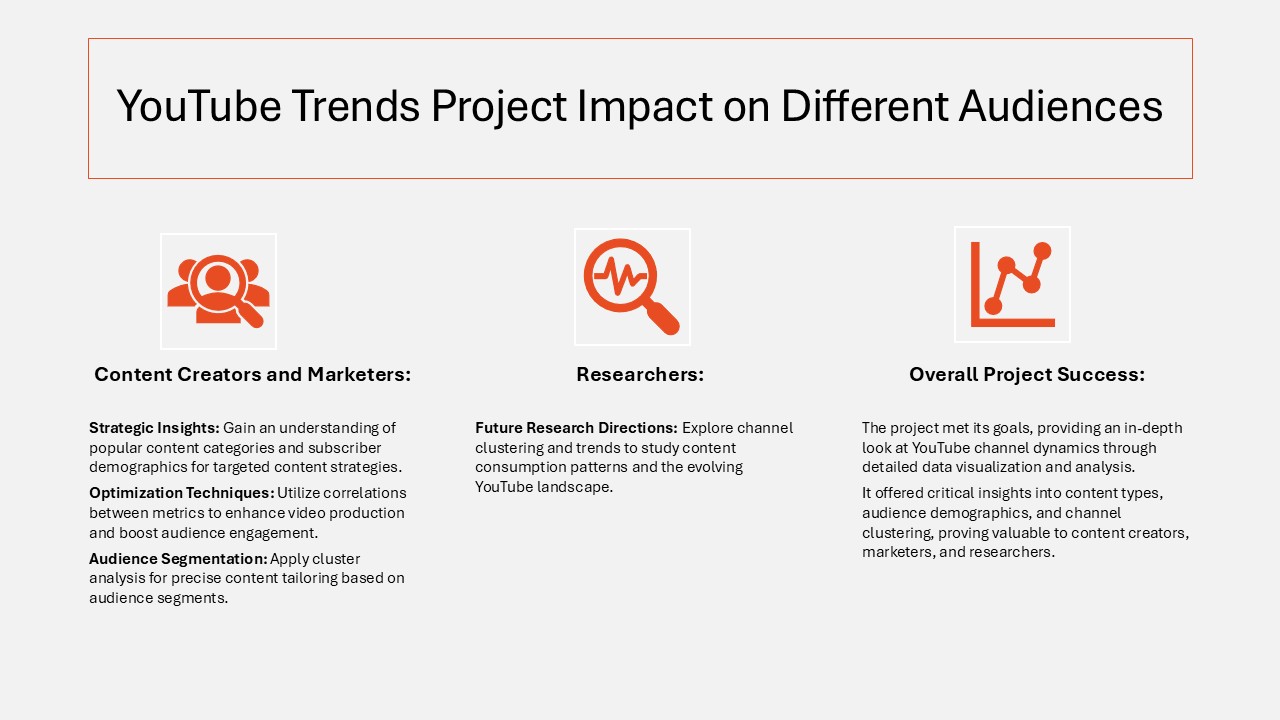 YouTube Trends Project Impact on Different Audiences
Content Creators and Marketers:
Strategic Insights: Gain an understanding of
popular content categories and subscriber
demographics for targeted content strategies.
Optimization Techniques: Utilize correlations
between metrics to enhance video production
and boost audience engagement.
Audience Segmentation: Apply cluster
analysis for precise content tailoring based on
audience segments.
Researchers:
Future Research Directions: Explore channel
clustering and trends to study content
consumption patterns and the evolving
YouTube landscape.
Overall Project Success:
The project met its goals, providing an in-depth
look at YouTube channel dynamics through
detailed data visualization and analysis.
It offered critical insights into content types,
audience demographics, and channel
clustering, proving valuable to content creators,
marketers, and researchers.